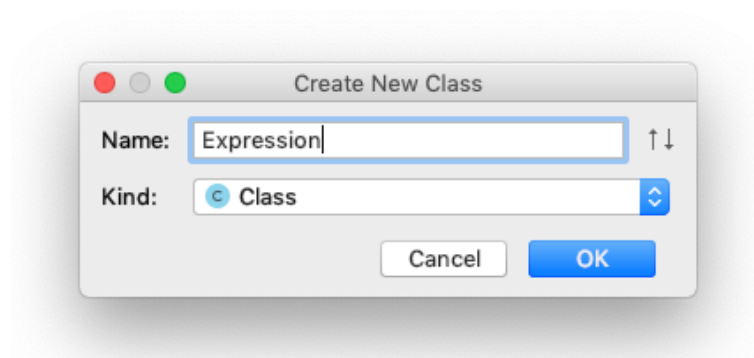 Create New Class
Name: Expression ↑↓
Kind: C Class
Cancel OK